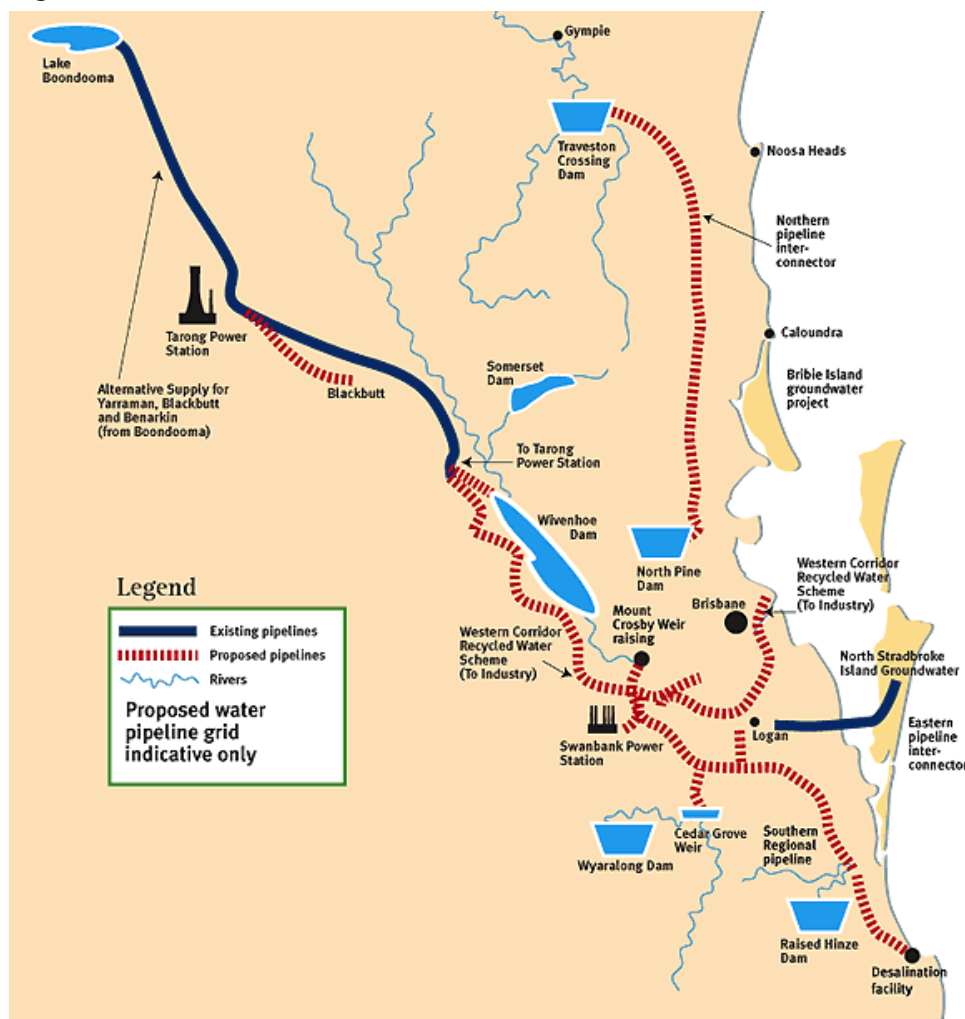 Gympie
Lake
Boondooma
Traveston
Crossing
Dam
Noosa Heads
Northern
pipeline
inter-
connector
Tarong Power
Station
Caloundra
Somerset
Dam
Bribie Island
groundwater
project
Alternative Supply for
Yarraman, Blackbutt
and Benarkin
(from Boondooma)
Blackbutt
To Tarong
Power Station
Wivenhoe
Dam
North Pine
Dam
Western Corridor
Recycled Water
Scheme
(To Industry)
Brisbane
Mount
Crosby Weir
raising
Western Corridor
Recycled Water
Scheme
(To Industry)
North Stradbroke
Island Groundwater
Logan
Eastern
pipeline
inter-
connector
Swanbank Power
Station
Cedar Grove
Weir
Wyaralong Dam
Southern
Regional
pipeline
Raised Hinze
Dam
Desalination
facility
Legend
Existing pipelines
Proposed pipelines
Rivers
Proposed water
pipeline grid
indicative only